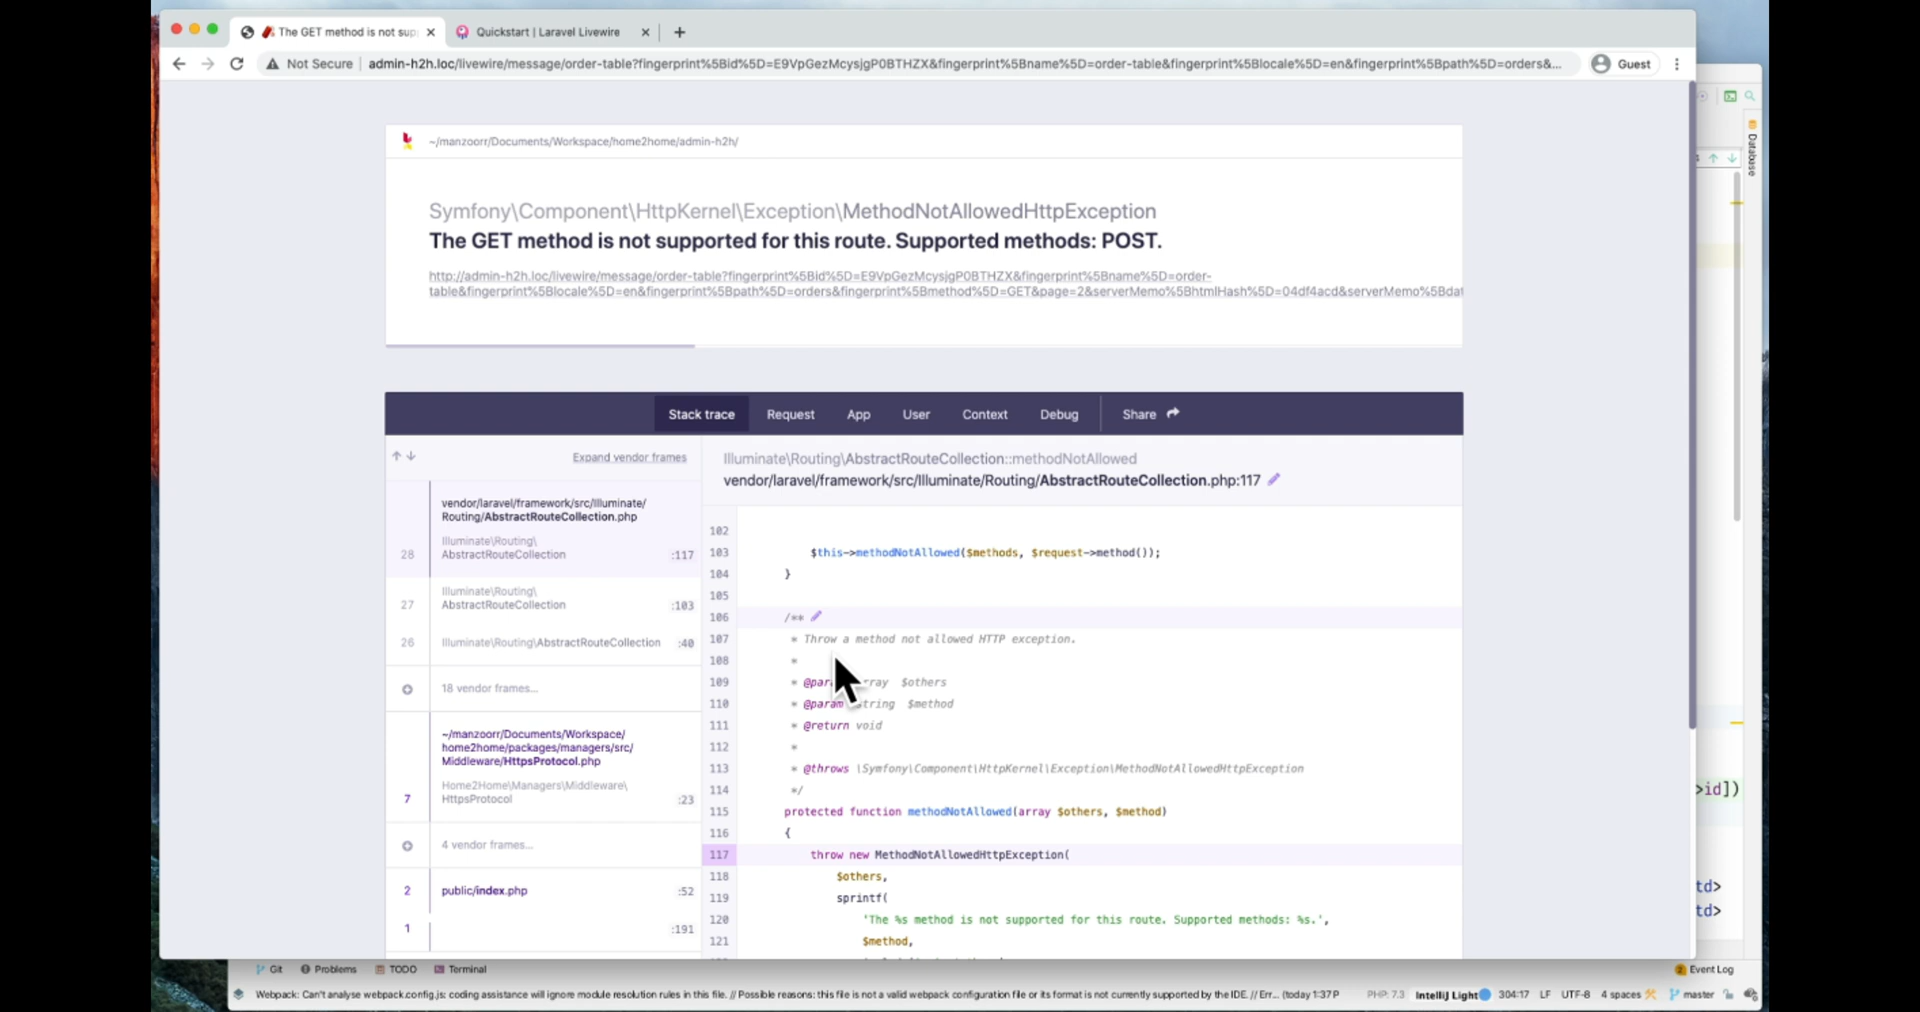 The GET method is not sup
Quickstart | Laravel Livewire
Not Secure
admin-h2h.loc/livewire/message/order-table?fingerprint%5Bid%5D=E9VpGezMcysjgP0BTHZX&fingerprint%5Bname%5D=order-table&fingerprint%5Blocale%5D=en&fingerprint%5Bpath%5D=orders&...
Guest
Database
~/manzoorr/Documents/Workspace/home2home/admin-h2h/
Symfony\Component\HttpKernel\Exception\MethodNotAllowedHttpException
The GET method is not supported for this route. Supported methods: POST.
http://admin-h2h.loc/livewire/message/order-table?fingerprint%5Bid%5D=E9VpGezMcysjgP0BTHZX&fingerprint%5Bname%5D=order-
table&fingerprint%5Blocale%5D=en&fingerprint%5Bpath%5D=orders&fingerprint%5Bmethod%5D=GET&page=2&serverMemo%5BhtmlHash%5D=04df4acd&serverMemo%5Bdat
Stack trace Request App User Context Debug Share
Expand vendor frames
vendor/laravel/framework/src/Illuminate/
Routing/AbstractRouteCollection.php
Illuminate\Routing\
28 AbstractRouteCollection :117
Illuminate\Routing\
27 AbstractRouteCollection :103
26 Illuminate\Routing\AbstractRouteCollection :40
18 vendor frames...
~/manzoorr/Documents/Workspace/
home2home/packages/managers/src/
Middleware/HttpsProtocol.php
Home2Home\Managers\Middleware\
7 HttpsProtocol :23
4 vendor frames...
2 public/index.php :52
1 :191
Illuminate\Routing\AbstractRouteCollection::methodNotAllowed
vendor/laravel/framework/src/Illuminate/Routing/AbstractRouteCollection.php:117
102
103 $this->methodNotAllowed($methods, $request->method());
104 }
105
106 /**
107 * Throw a method not allowed HTTP exception.
108 *
109 * @par rray $others
110 * @param string $method
111 * @return void
112 *
113 * @throws \Symfony\Component\HttpKernel\Exception\MethodNotAllowedHttpException
114 */
115 protected function methodNotAllowed(array $others, $method)
116 {
117 throw new MethodNotAllowedHttpException(
118 $others,
119 sprintf(
120 'The %s method is not supported for this route. Supported methods: %s.',
121 $method,
>id])
td>
td>
Git Problems TODO Terminal
2 Event Log
Webpack: Can't analyse webpack.config.js: coding assistance will ignore module resolution rules in this file. // Possible reasons: this file is not a valid webpack configuration file or its format is not currently supported by the IDE. // Err... (today 1:37 P
PHP: 7.3 IntelliJ Light 304:17 LF UTF-8 4 spaces master